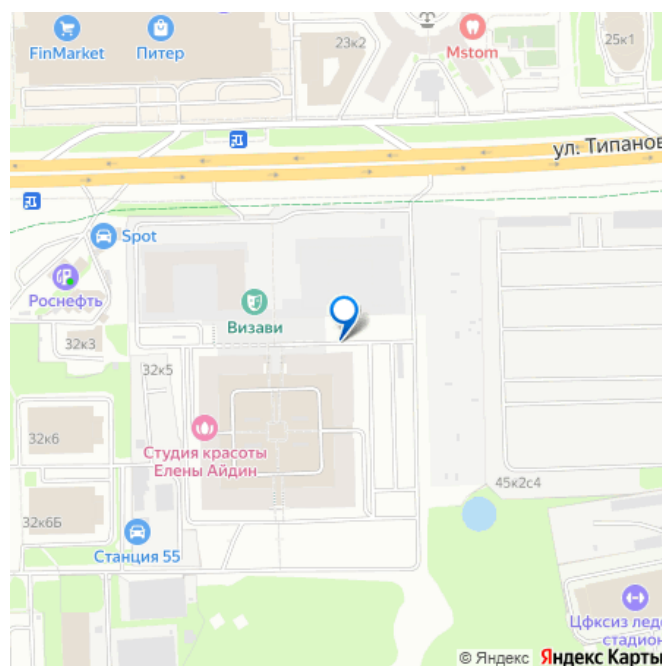 FinMarket
Питер
23к2
Mstom
25к1
ул. Типанов
Spot
Роснефть
Визави
32к3
32к5
32к6
Студия красоты
Елены Айдин
45к2с4
32к6Б
Станция 55
Цфксиз ледо
стадион
© Яндекс Яндекс Карты